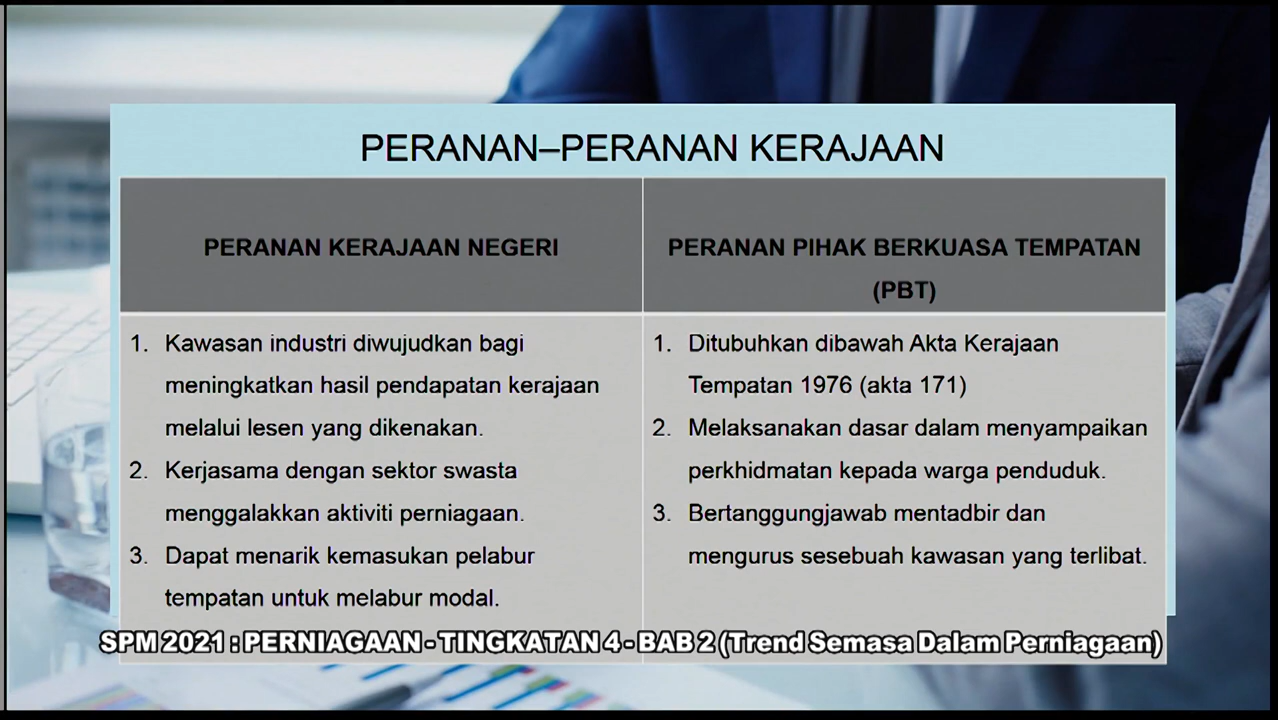 PERANAN–PERANAN KERAJAAN
PERANAN KERAJAAN NEGERI
1. Kawasan industri diwujudkan bagi
meningkatkan hasil pendapatan kerajaan
melalui lesen yang dikenakan.
2. Kerjasama dengan sektor swasta
menggalakkan aktiviti perniagaan.
3. Dapat menarik kemasukan pelabur
tempatan untuk melabur modal.
PERANAN PIHAK BERKUASA TEMPATAN
(PBT)
1. Ditubuhkan dibawah Akta Kerajaan
Tempatan 1976 (akta 171)
2. Melaksanakan dasar dalam menyampaikan
perkhidmatan kepada warga penduduk.
3. Bertanggungjawab mentadbir dan
mengurus sesebuah kawasan yang terlibat.
SPM 2021 : PERNIAGAAN - TINGKATAN 4 - BAB 2 (Trend Semasa Dalam Perniagaan)